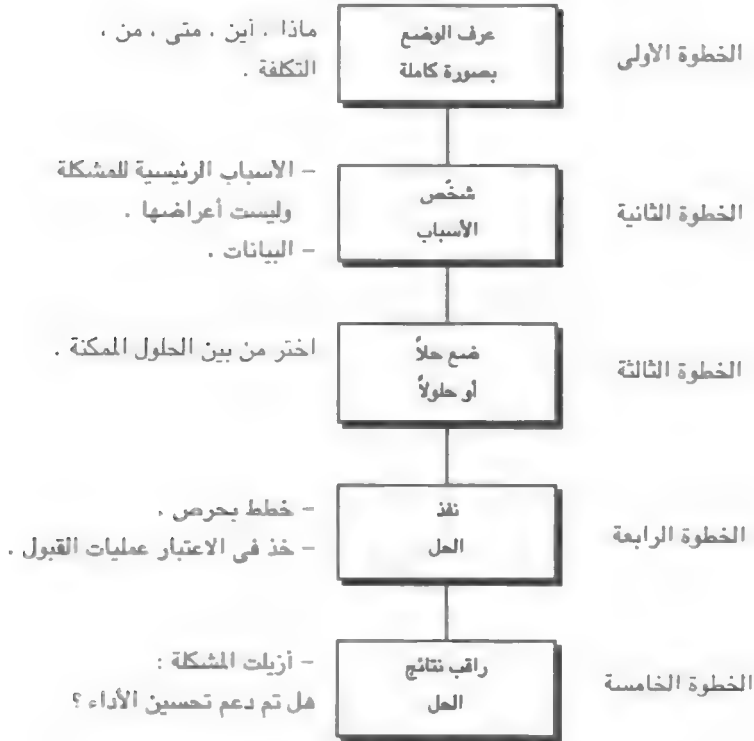 الخطوة الأولى
عرف الوضع
بصورة كاملة
ماذا ، أين ، متى ، من ،
التكلفة .
الخطوة الثانية
شخّص
الأسباب
– الأسباب الرئيسية للمشكلة
وليست أعراضها .
– البيانات .
الخطوة الثالثة
ضع حلاً
أو حلولاً
اختر من بين الحلول الممكنة .
الخطوة الرابعة
نفذ
الحل
– خطط بحرص .
– خذ فى الاعتبار عمليات القبول .
الخطوة الخامسة
راقب نتائج
الحل
– أزيلت المشكلة :
هل تم دعم تحسين الأداء ؟